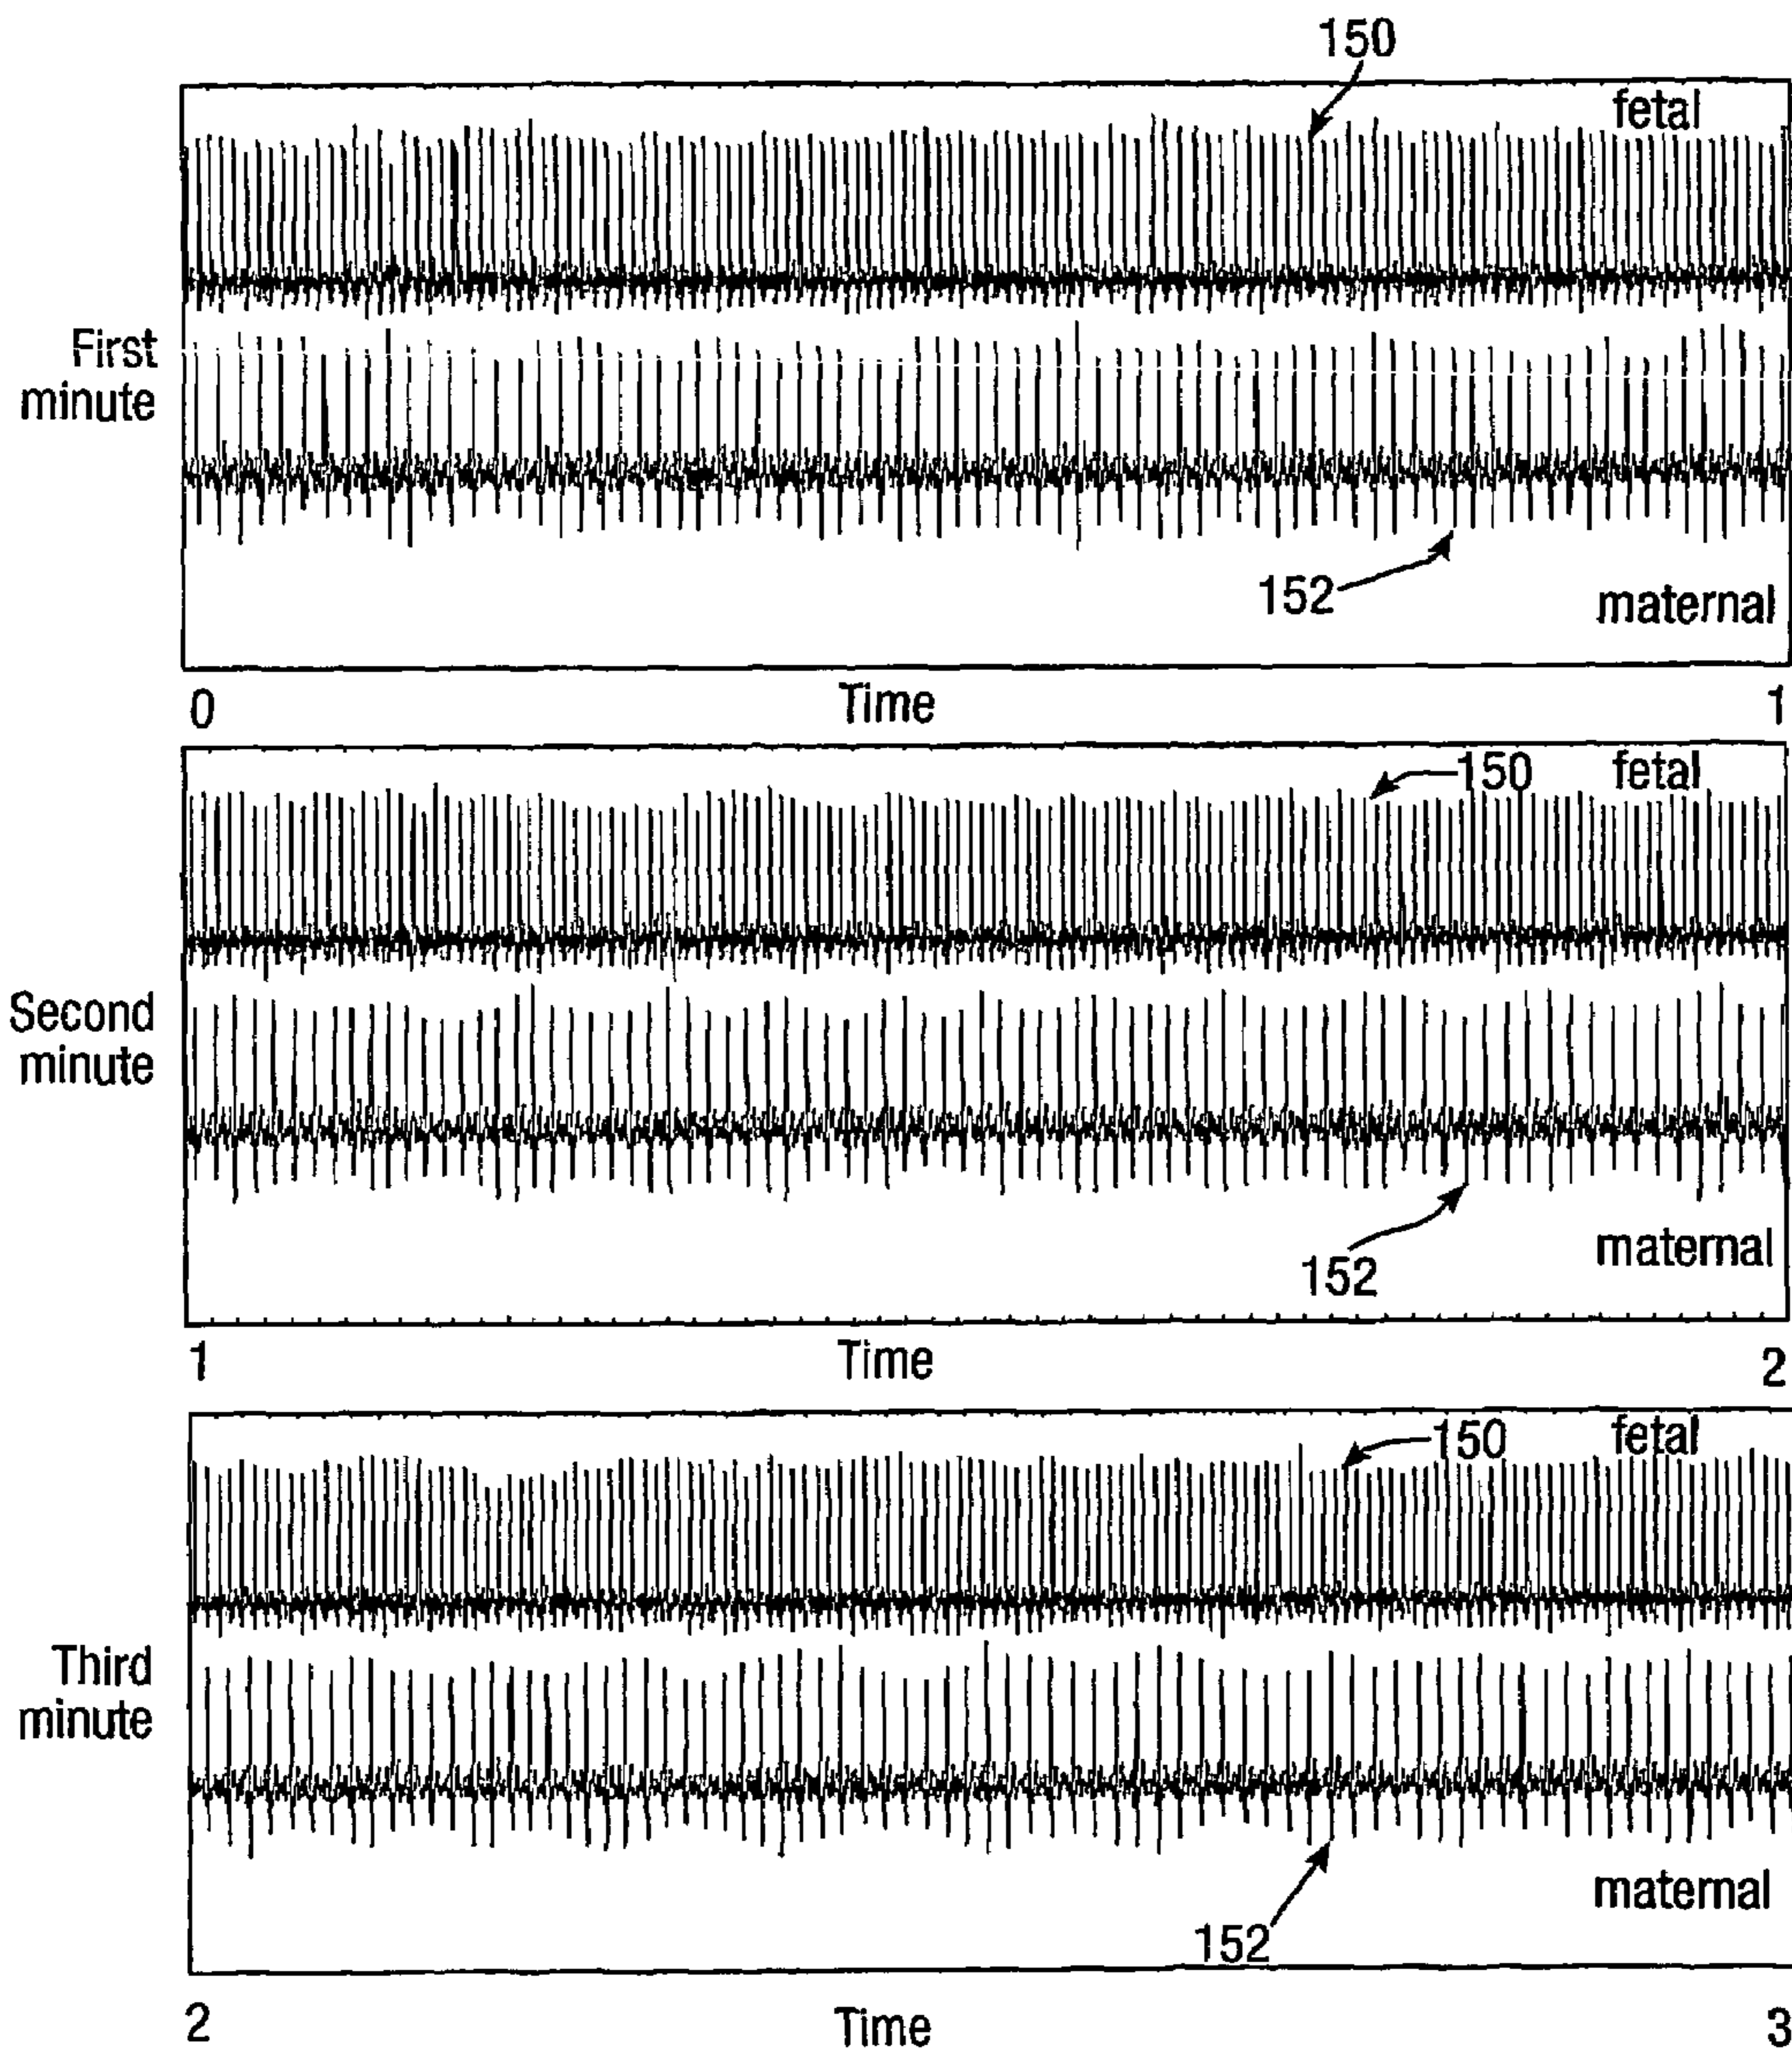 150
fetal
First
minute
152
maternal
0 Time 1
150 fetal
Second
minute
maternal
152
1 Time 2
150 fetal
Third
minute
maternal
152
2 Time 3